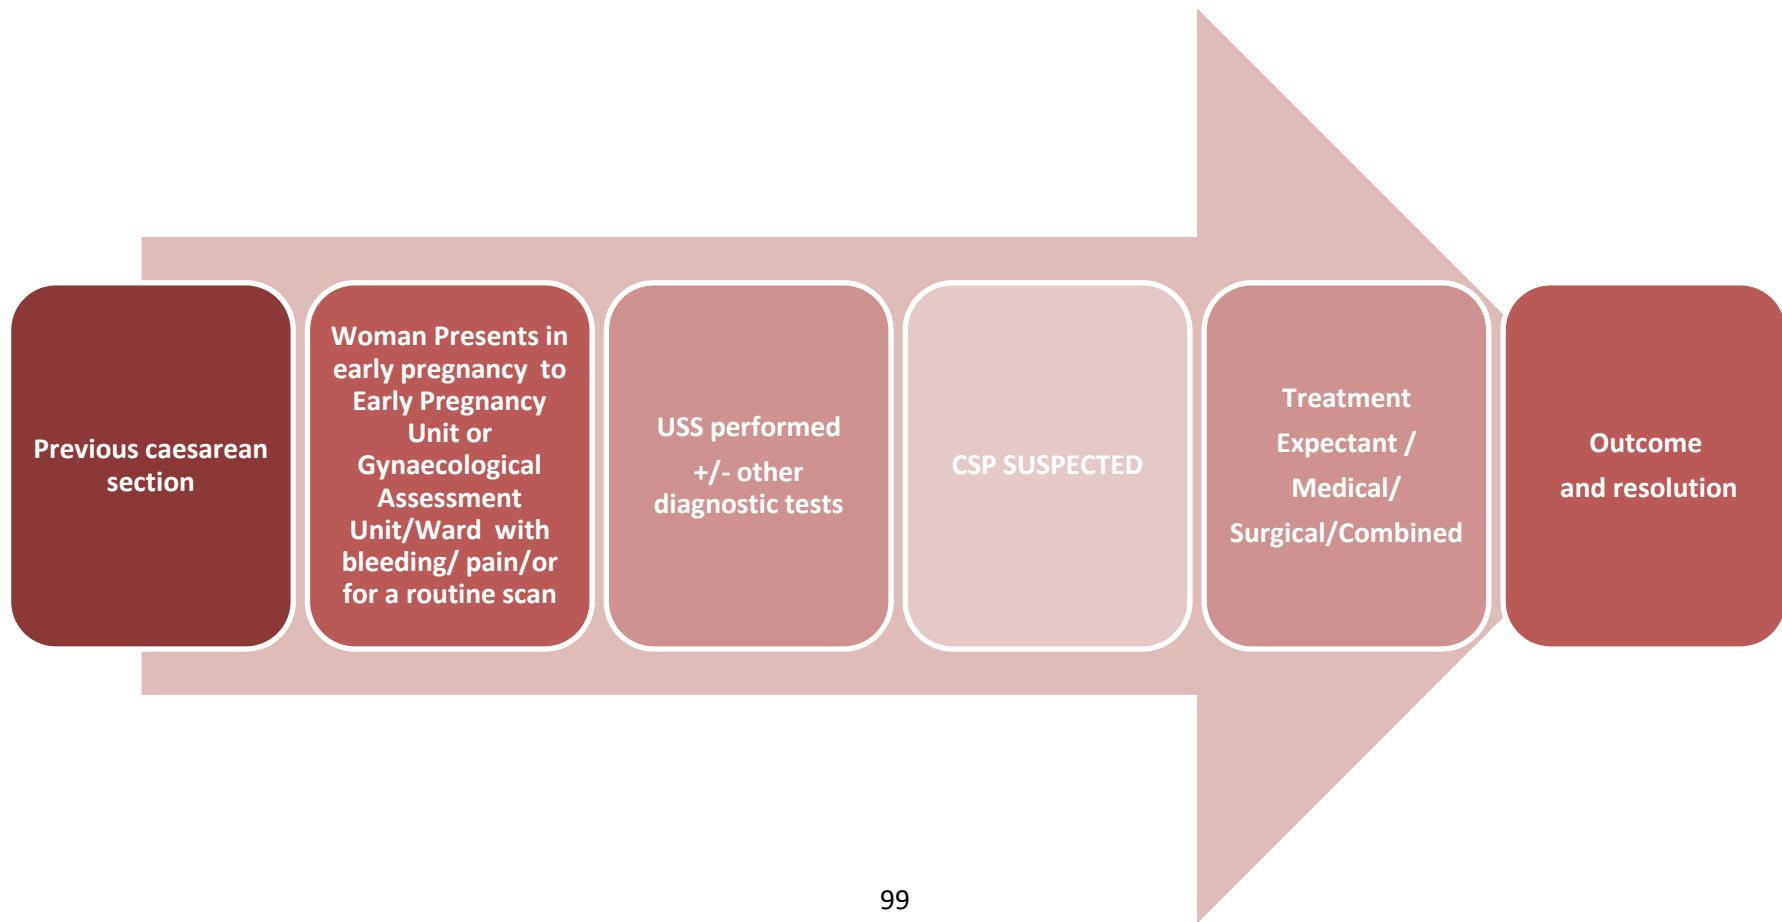 Previous caesarean
section
Woman Presents in
early pregnancy to
Early Pregnancy
Unit or
Gynaecological
Assessment
Unit/Ward with
bleeding/ pain/or
for a routine scan
USS performed
+/- other
diagnostic tests
CSP SUSPECTED
Treatment
Expectant /
Medical/
Surgical/Combined
Outcome
and resolution
99